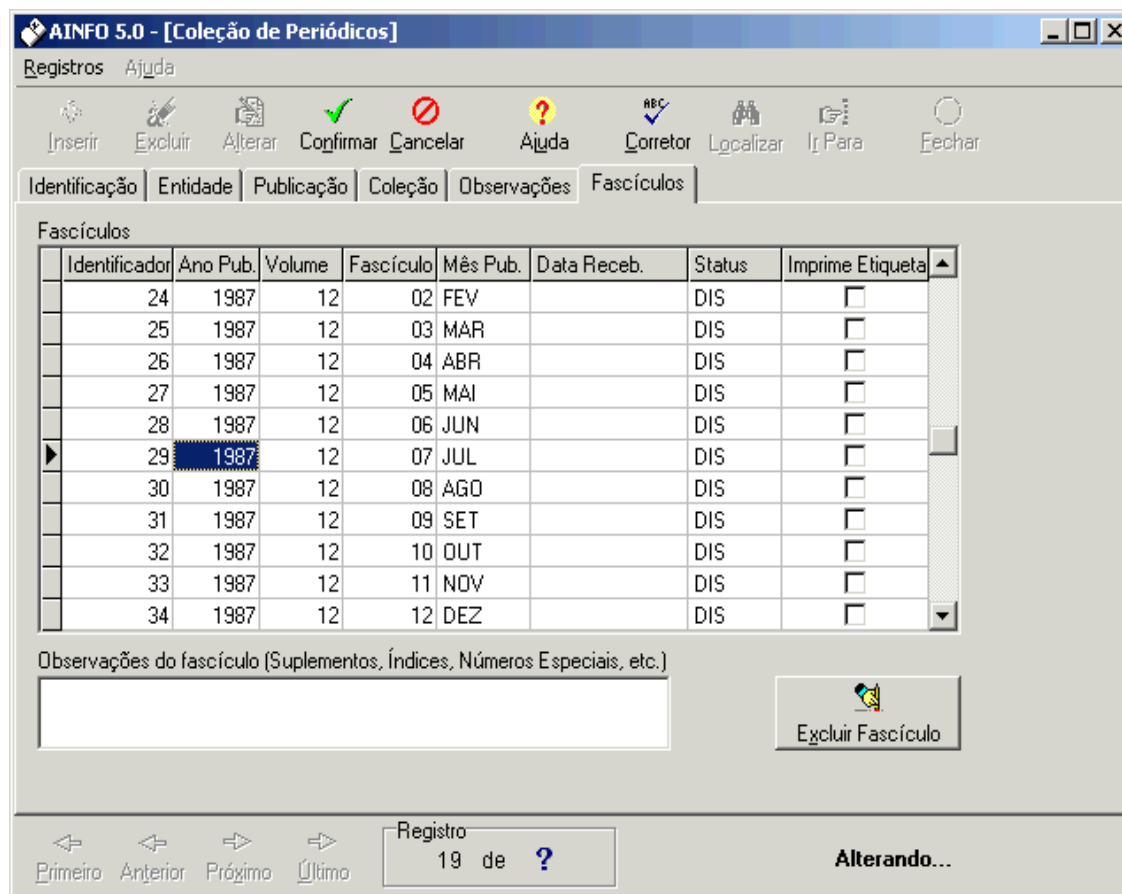 AINFO 5.0 - [Coleção de Periódicos]
Registros Ajuda
Inserir Excluir Alterar Confirmar Cancelar Ajuda ABC Corretor Localizar Ir Para Fechar
Identificação Entidade Publicação Coleção Observações Fascículos
Fascículos
Identificador Ano Pub. Volume Fascículo Mês Pub. Data Receb. Status Imprime Etiqueta
24 1987 12 02 FEV DIS
25 1987 12 03 MAR DIS
26 1987 12 04 ABR DIS
27 1987 12 05 MAI DIS
28 1987 12 06 JUN DIS
29 1987 12 07 JUL DIS
30 1987 12 08 AGO DIS
31 1987 12 09 SET DIS
32 1987 12 10 OUT DIS
33 1987 12 11 NOV DIS
34 1987 12 12 DEZ DIS
Observações do fascículo (Suplementos, Índices, Números Especiais, etc.)
Excluir Fascículo
Primeiro Anterior Próximo Último
Registro
19 de ?
Alterando...